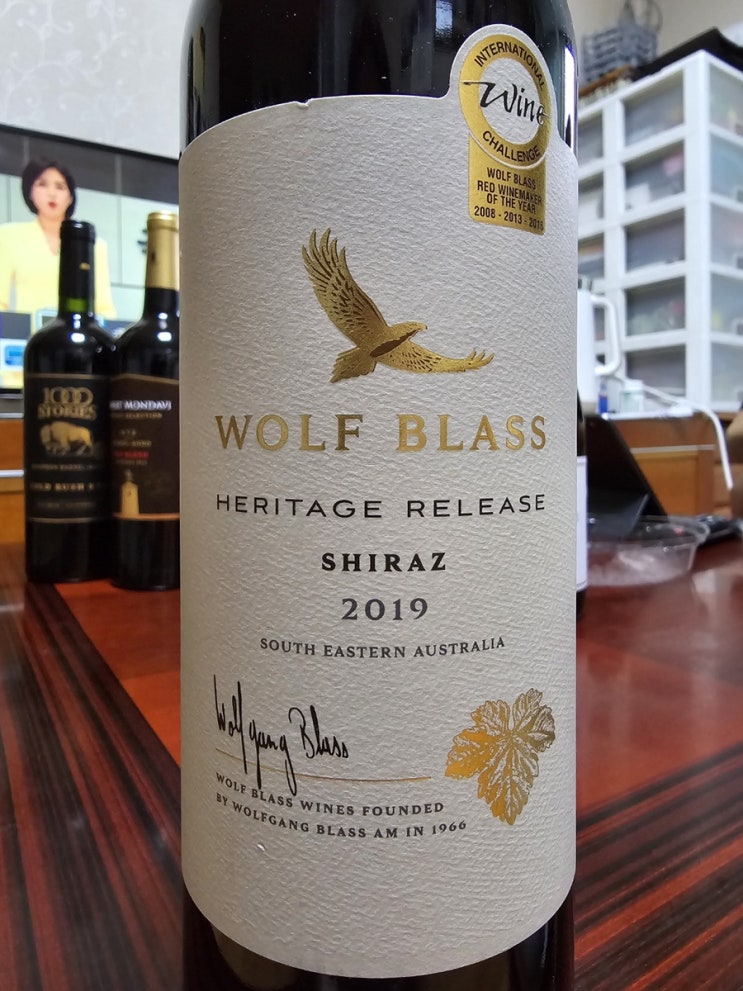 INTERNATIONAL
Wine
CHALLENGE
WOLF BLASS
RED WINEMAKER
OF THE YEAR
2008 - 2013 - 2016
WOLF BLASS
HERITAGE RELEASE
SHIRAZ
2019
SOUTH EASTERN AUSTRALIA
Wolfgang Blass
WOLF BLASS WINES FOUNDED
BY WOLFGANG BLASS AM IN 1966
1000
STORIES
MONDAVI